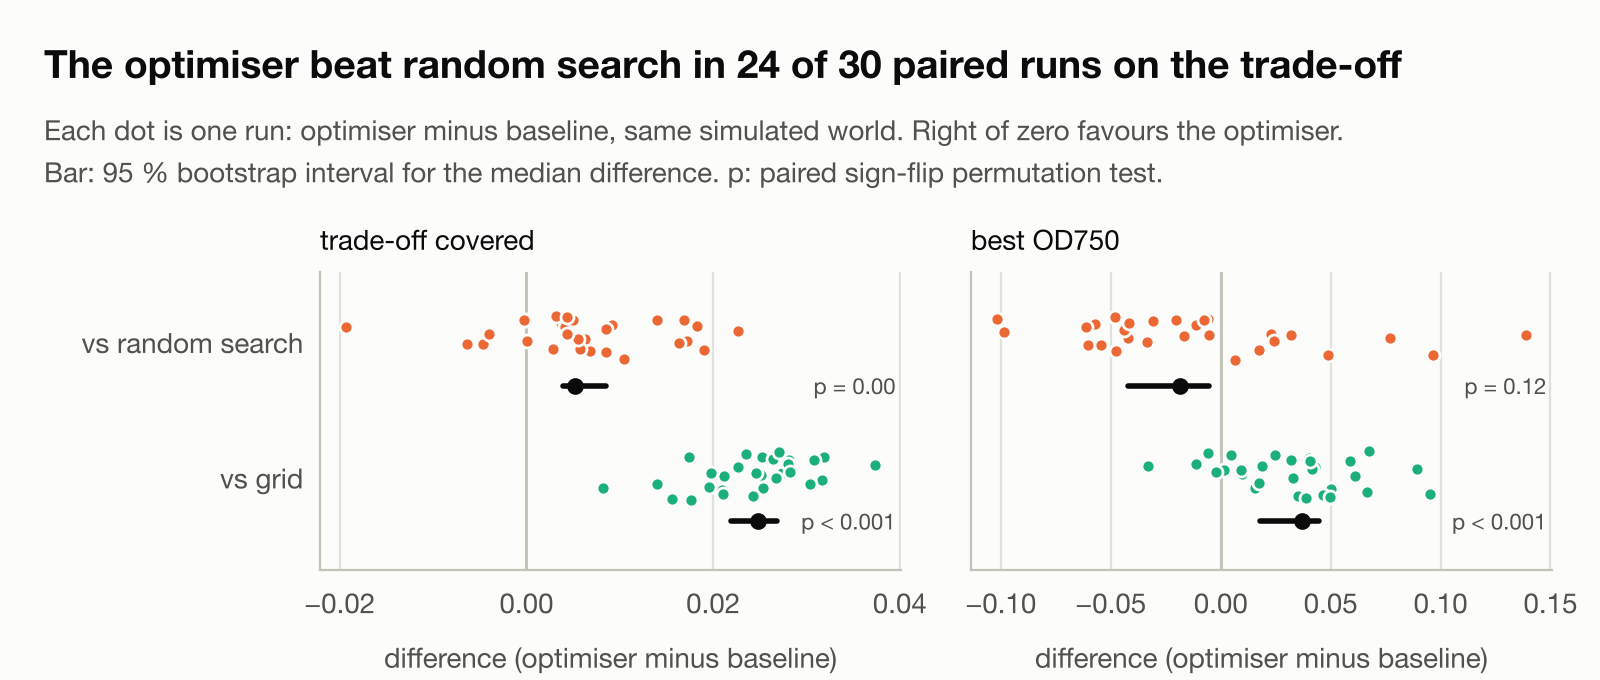 The optimiser beat random search in 24 of 30 paired runs on the trade-off
Each dot is one run: optimiser minus baseline, same simulated world. Right of zero favours the optimiser.
Bar: 95 % bootstrap interval for the median difference. p: paired sign-flip permutation test.
trade-off covered
best OD750
vs random search
p = 0.00
p = 0.12
vs grid
p < 0.001
p < 0.001
−0.02 0.00 0.02 0.04
−0.10 −0.05 0.00 0.05 0.10 0.15
difference (optimiser minus baseline)
difference (optimiser minus baseline)